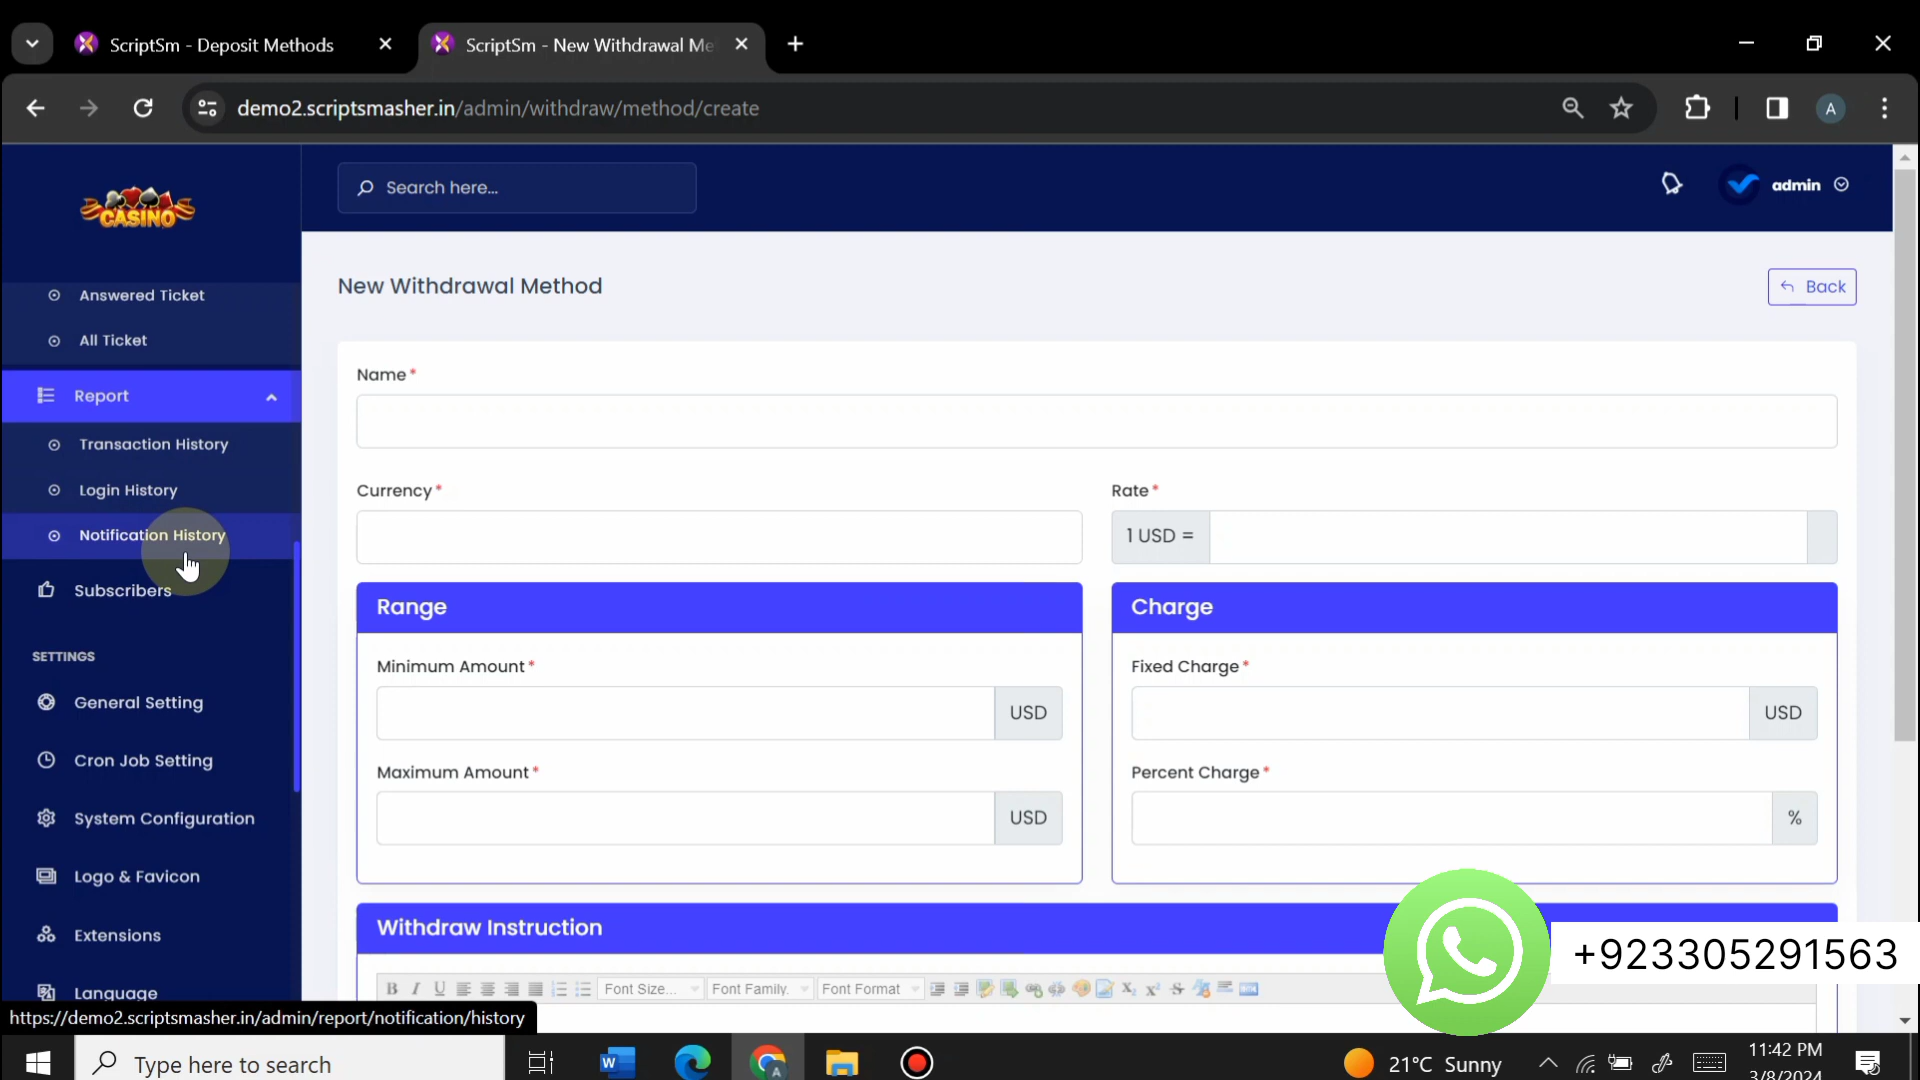 ScriptSm - Deposit Methods
ScriptSm - New Withdrawal Me
demo2.scriptsmasher.in/admin/withdraw/method/create
A
CASINO
Search here...
admin
Answered Ticket
All Ticket
Report
Transaction History
Login History
Notification History
Subscribers
SETTINGS
General Setting
Cron Job Setting
System Configuration
Logo & Favicon
Extensions
Language
New Withdrawal Method
Back
Name*
Currency*
Rate*
1 USD =
Range
Charge
Minimum Amount*
USD
Fixed Charge*
USD
Maximum Amount*
USD
Percent Charge*
%
Withdraw Instruction
B I U
Font Size...
Font Family.
Font Format
+923305291563
https://demo2.scriptsmasher.in/admin/report/notification/history
Type here to search
W
A
21°C Sunny
11:42 PM
3/8/2024